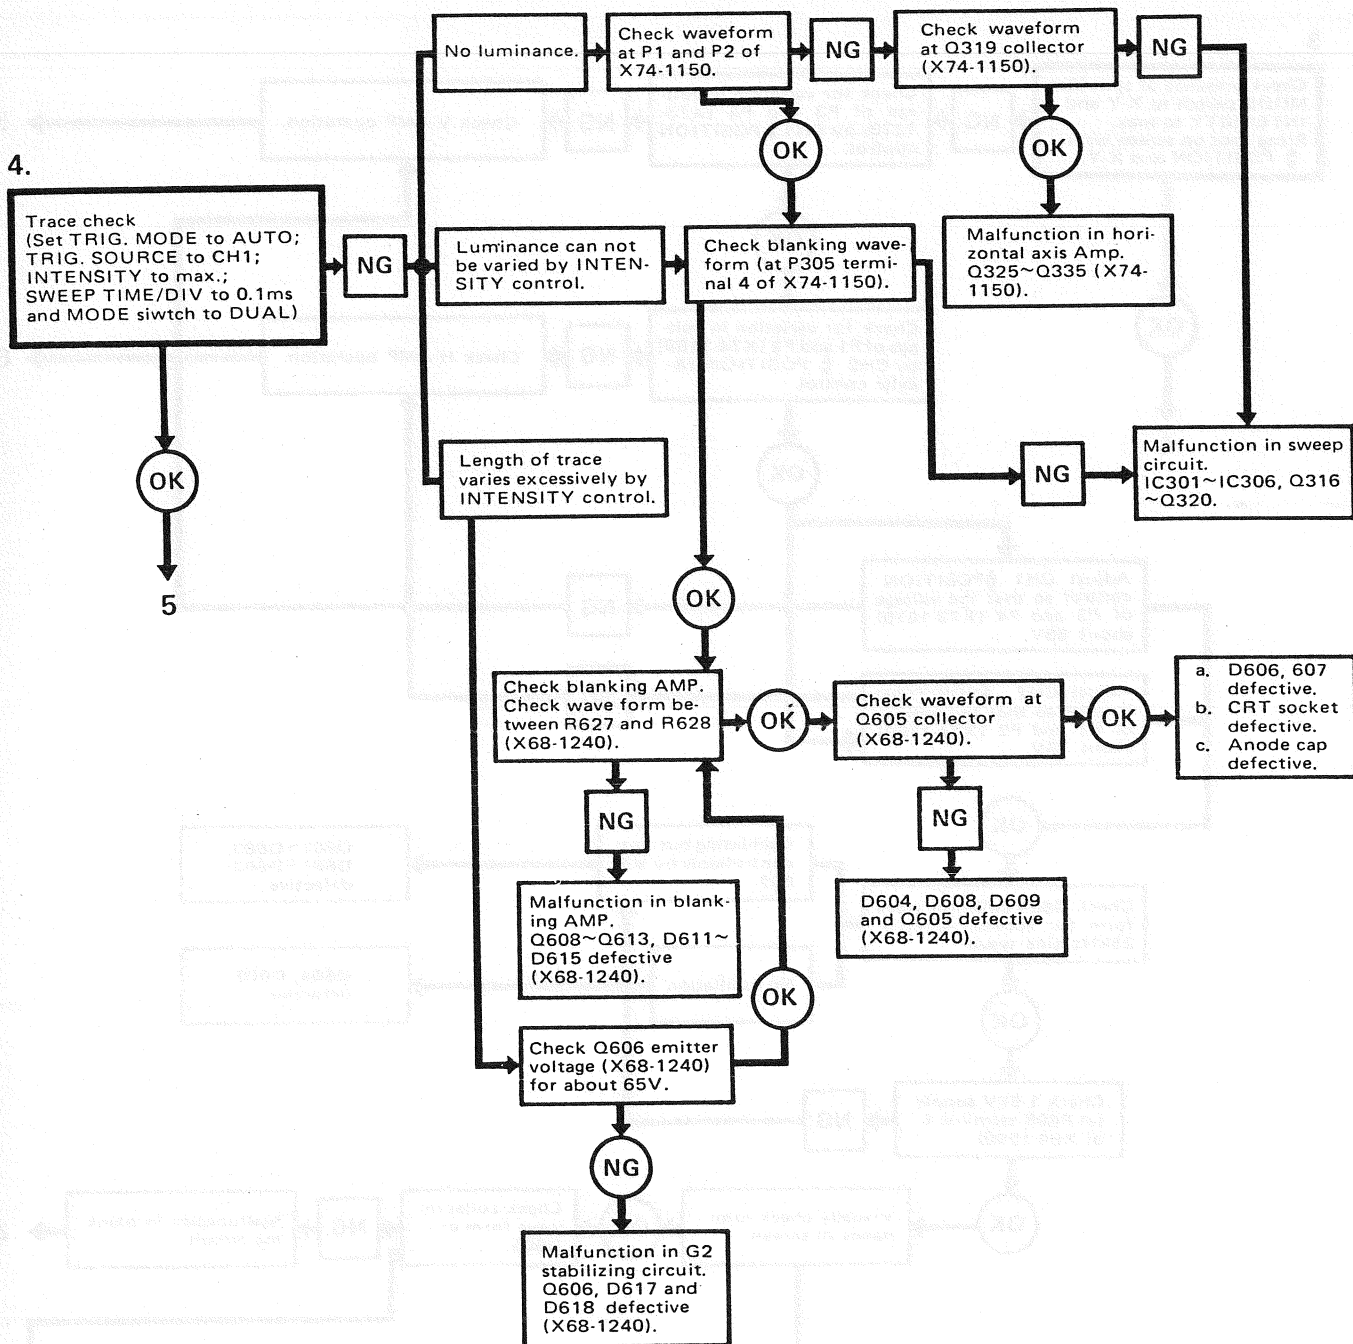 No luminance.
Check waveform
at P1 and P2 of
X74-1150.
NG
Check waveform
at Q319 collector
(X74-1150).
NG
OK
OK
4.
Trace check
(Set TRIG. MODE to AUTO;
TRIG. SOURCE to CH1;
INTENSITY to max.;
SWEEP TIME/DIV to 0.1ms
and MODE siwtch to DUAL)
NG
Luminance can not
be varied by INTEN-
SITY control.
Check blanking wave-
form (at P305 termi-
nal 4 of X74-1150).
Malfunction in hori-
zontal axis Amp.
Q325~Q335 (X74-
1150).
OK
5
Length of trace
varies excessively by
INTENSITY control.
NG
Malfunction in sweep
circuit.
IC301~IC306, Q316
~Q320.
OK
Check blanking AMP.
Check wave form be-
tween R627 and R628
(X68-1240).
OK
Check waveform at
Q605 collector
(X68-1240).
OK
a. D606, 607
defective.
b. CRT socket
defective.
c. Anode cap
defective.
NG
NG
Malfunction in blank-
ing AMP.
Q608~Q613, D611~
D615 defective
(X68-1240).
D604, D608, D609
and Q605 defective
(X68-1240).
OK
Check Q606 emitter
voltage (X68-1240)
for about 65V.
NG
Malfunction in G2
stabilizing circuit.
Q606, D617 and
D618 defective
(X68-1240).